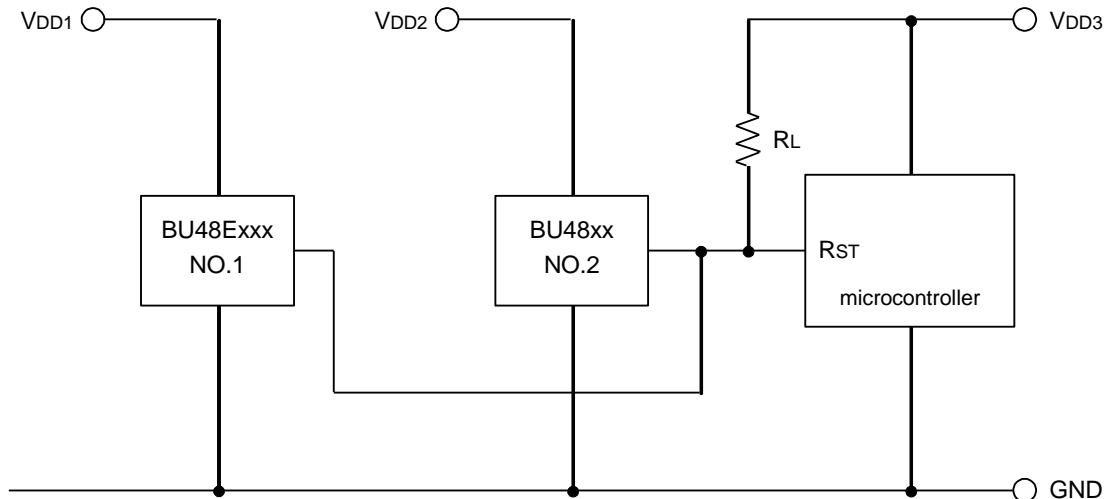 VDD1
VDD2
VDD3
RL
BU48Exxx
NO.1
BU48xx
NO.2
RST
microcontroller
GND